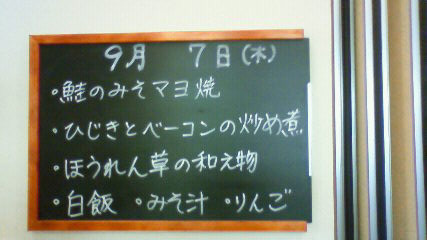 9月 7日(木)
・鮭のみそマヨ焼
・ひじきとベーコンの炒め煮
・ほうれん草の和え物
・白飯 ・みそ汁 ・りんご